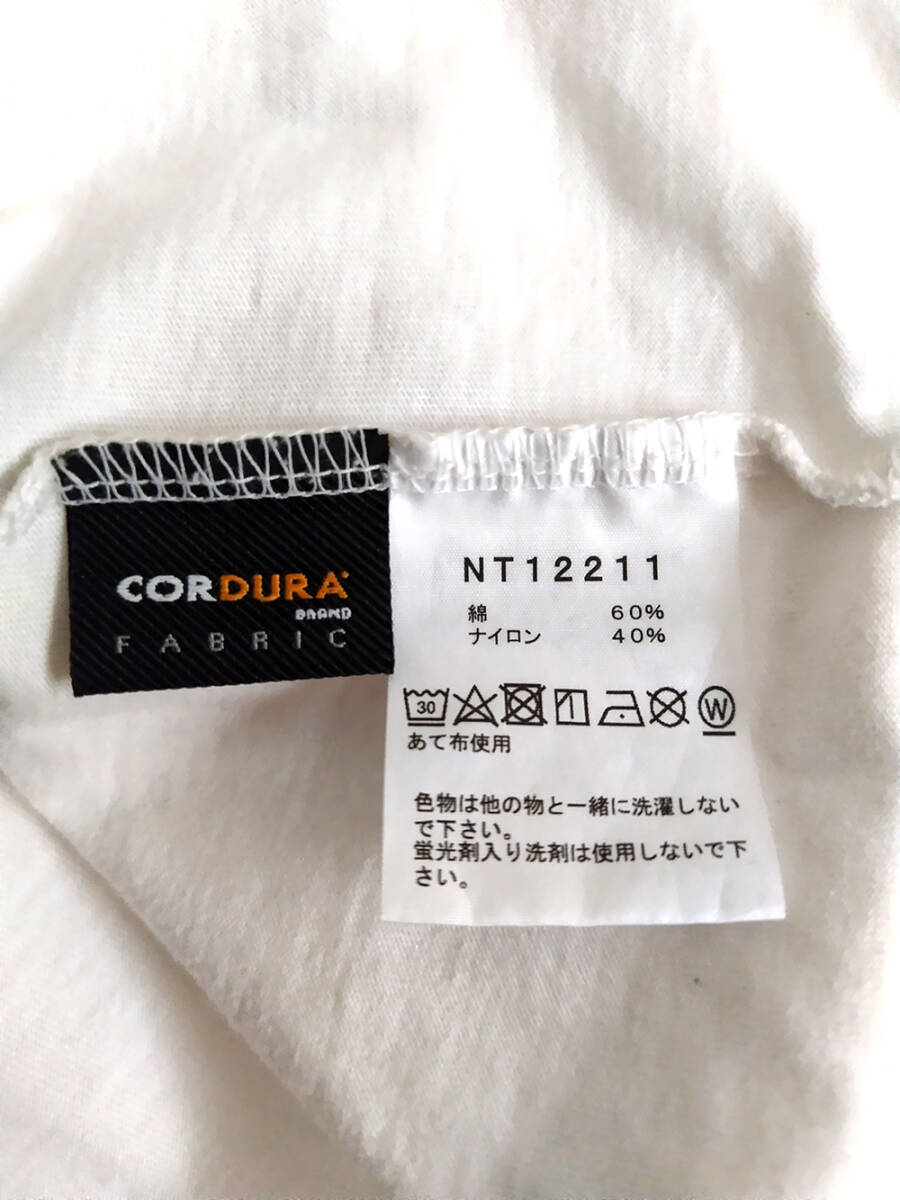 CORDURA
BRAND
FABRIC
NT12211
綿 60%
ナイロン 40%
30 W
あて布使用
色物は他の物と一緒に洗濯しない
で下さい。
蛍光剤入り洗剤は使用しないで下
さい。